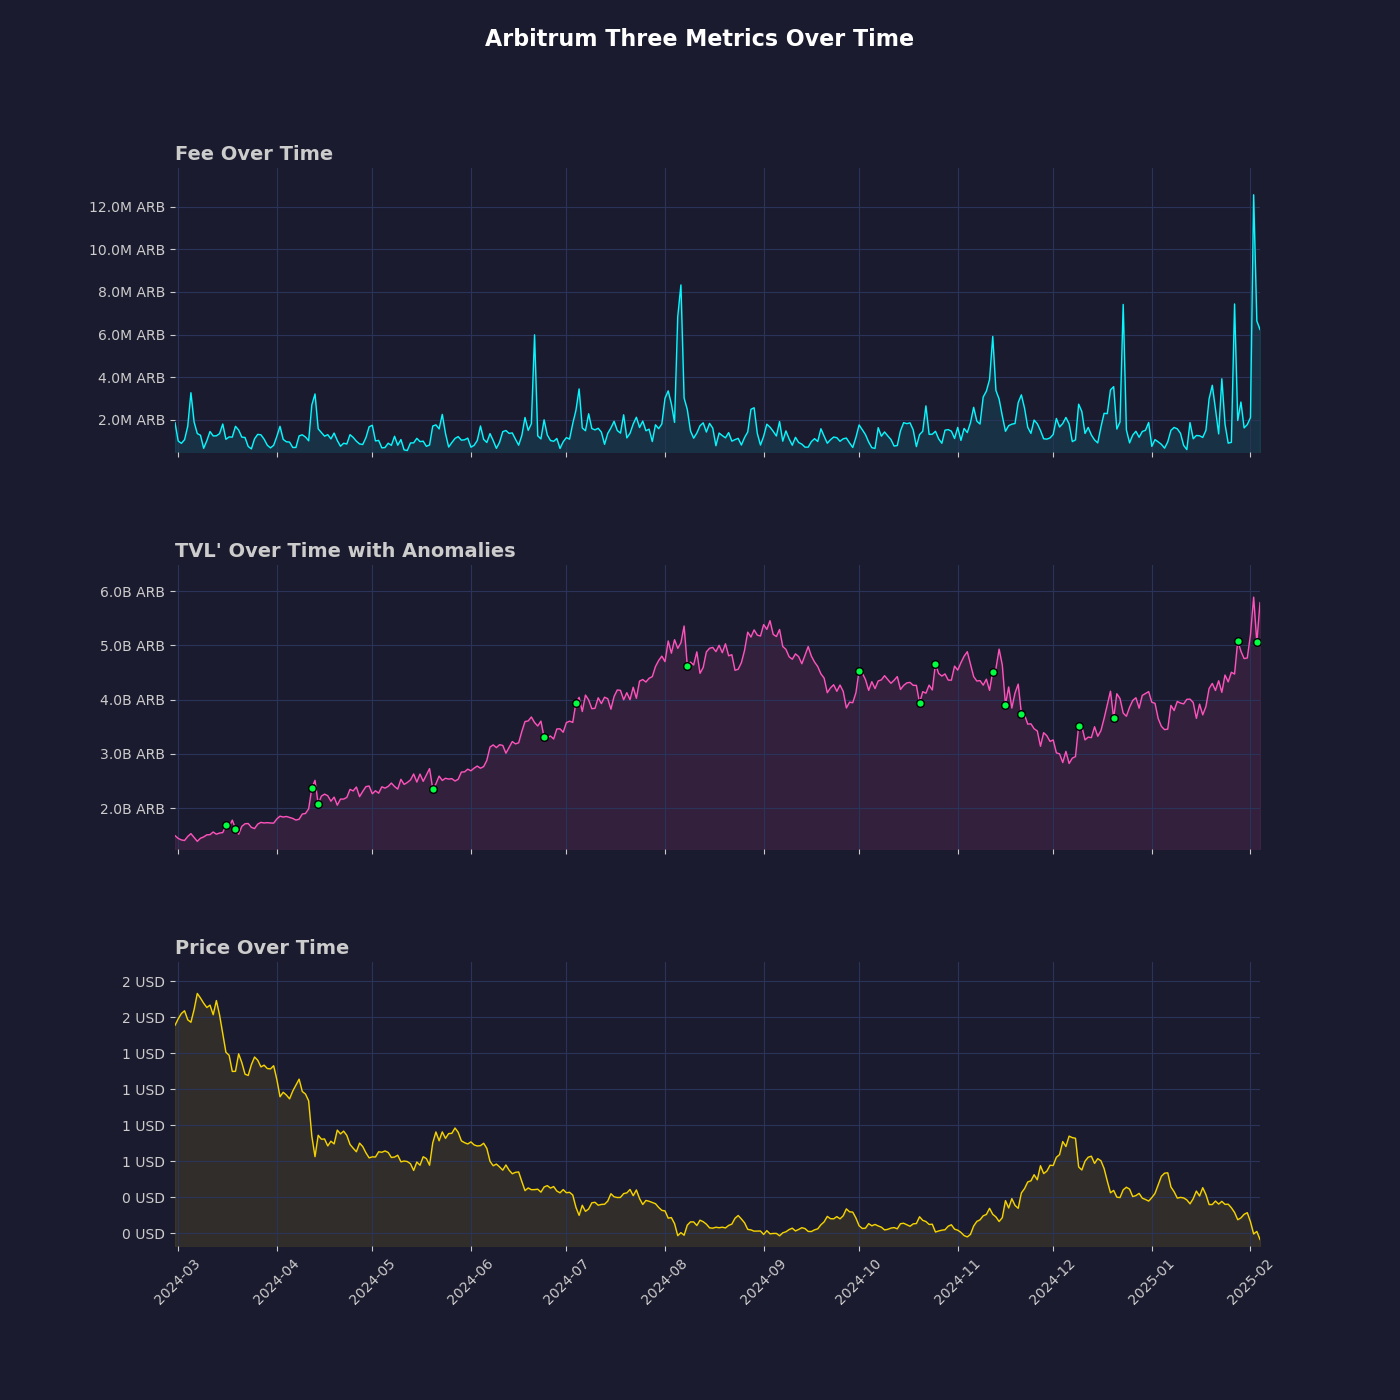 Arbitrum Three Metrics Over Time
Fee Over Time
12.0M ARB
10.0M ARB
8.0M ARB
6.0M ARB
4.0M ARB
2.0M ARB
TVL' Over Time with Anomalies
6.0B ARB
5.0B ARB
4.0B ARB
3.0B ARB
2.0B ARB
Price Over Time
2 USD
2 USD
1 USD
1 USD
1 USD
1 USD
0 USD
0 USD
2024-03 2024-04 2024-05 2024-06 2024-07 2024-08 2024-09 2024-10 2024-11 2024-12 2025-01 2025-02